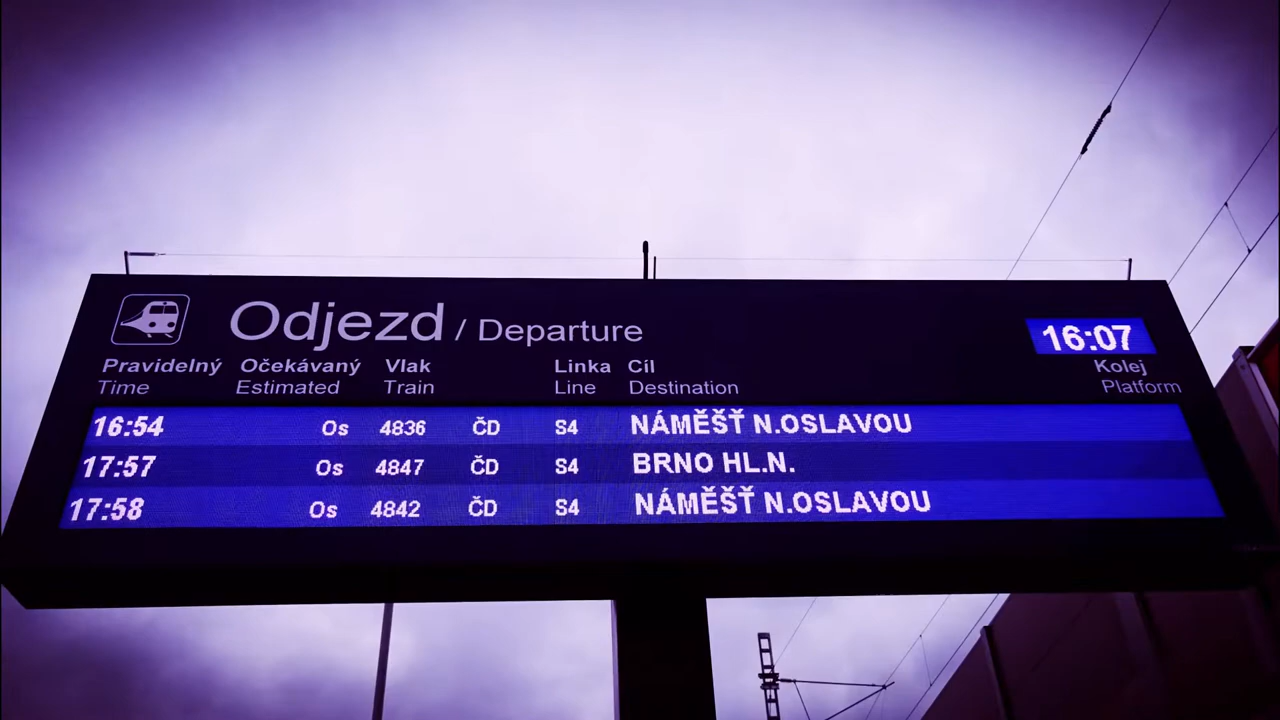 Odjezd / Departure 16:07
Pravidelný Očekávaný Vlak Linka Cíl Kolej
Time Estimated Train Line Destination Platform
16:54 Os 4836 ČD S4 NÁMĚŠŤ N.OSLAVOU
17:57 Os 4847 ČD S4 BRNO HL.N.
17:58 Os 4842 ČD S4 NÁMĚŠŤ N.OSLAVOU